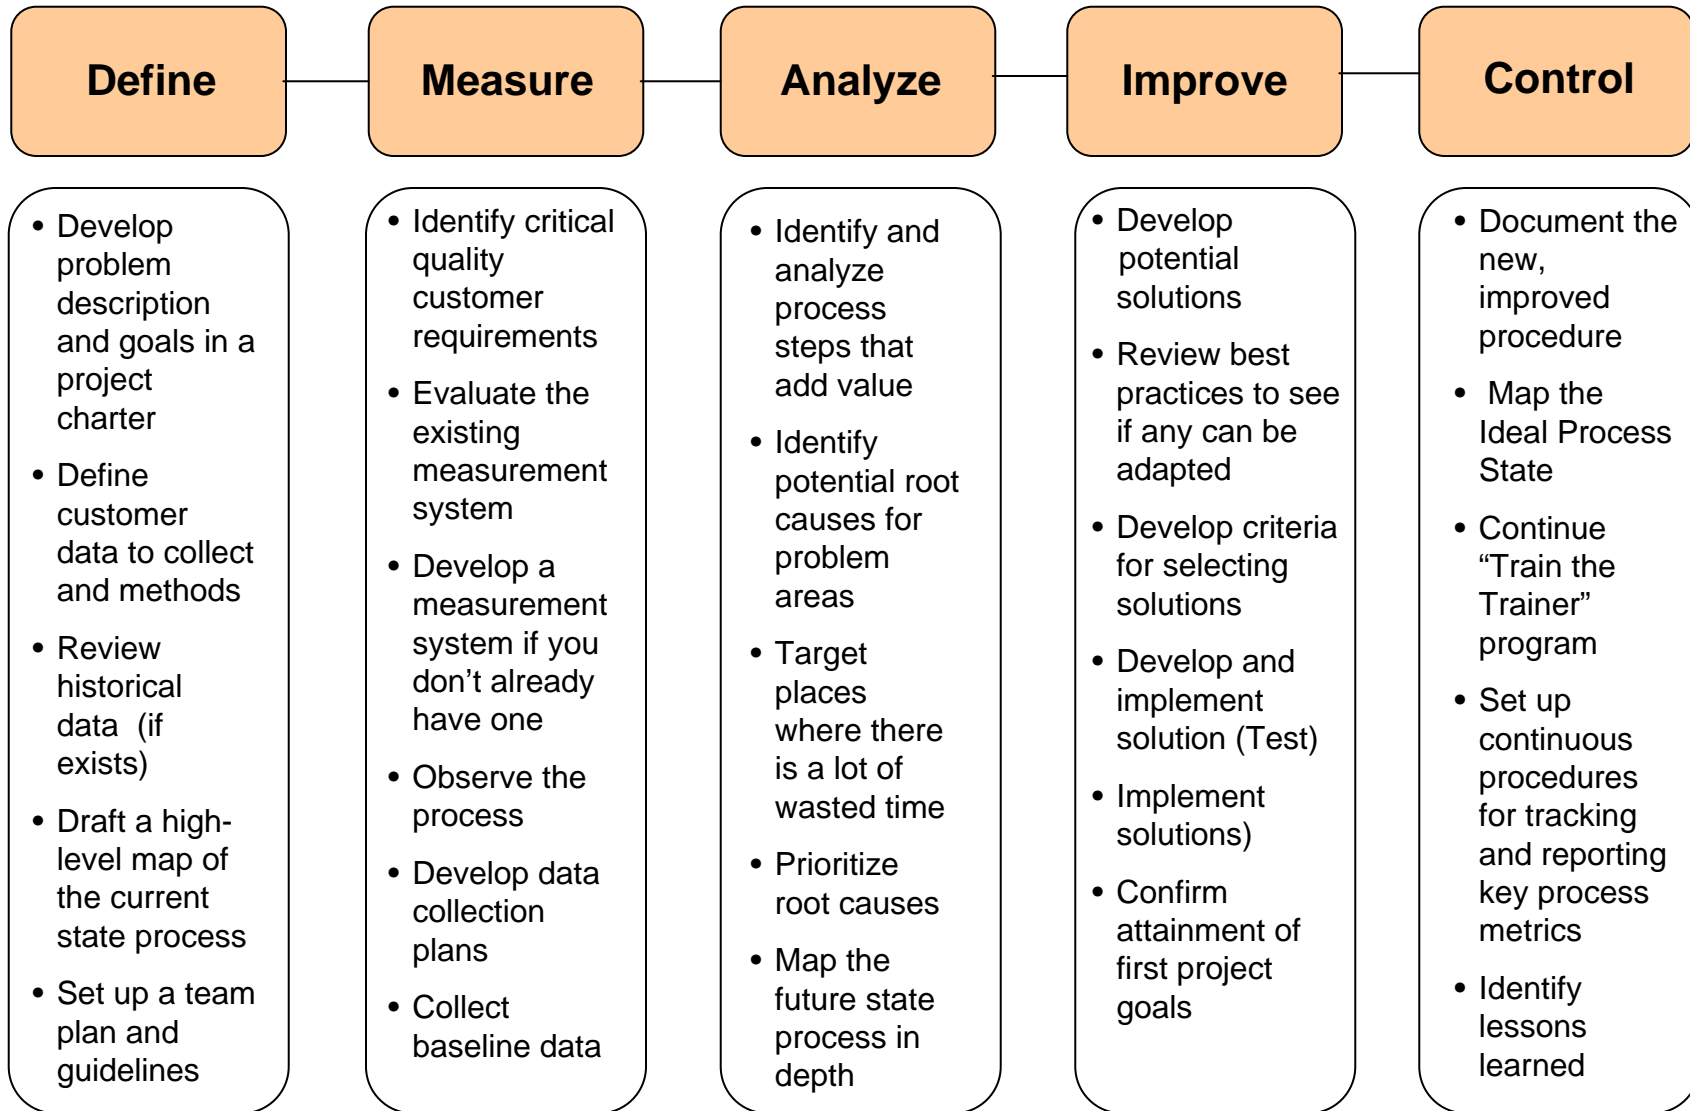 Define
Measure
Analyze
Improve
Control
• Develop
problem
description
and goals in a
project
charter
• Define
customer
data to collect
and methods
• Review
historical
data  (if
exists)
• Draft a high-
level map of
the current
state process
• Set up a team
plan and
guidelines
• Identify critical
quality
customer
requirements
• Evaluate the
existing
measurement
system
• Develop a
measurement
system if you
don’t already
have one
• Observe the
process
• Develop data
collection
plans
• Collect
baseline data
• Identify and
analyze
process
steps that
add value
• Identify
potential root
causes for
problem
areas
• Target
places
where there
is a lot of
wasted time
• Prioritize
root causes
• Map the
future state
process in
depth
• Develop
potential
solutions
• Review best
practices to see
if any can be
adapted
• Develop criteria
for selecting
solutions
• Develop and
implement
solution (Test)
• Implement
solutions)
• Confirm
attainment of
first project
goals
• Document the
new,
improved
procedure
• Map the
Ideal Process
State
• Continue
“Train the
Trainer”
program
• Set up
continuous
procedures
for tracking
and reporting
key process
metrics
• Identify
lessons
learned